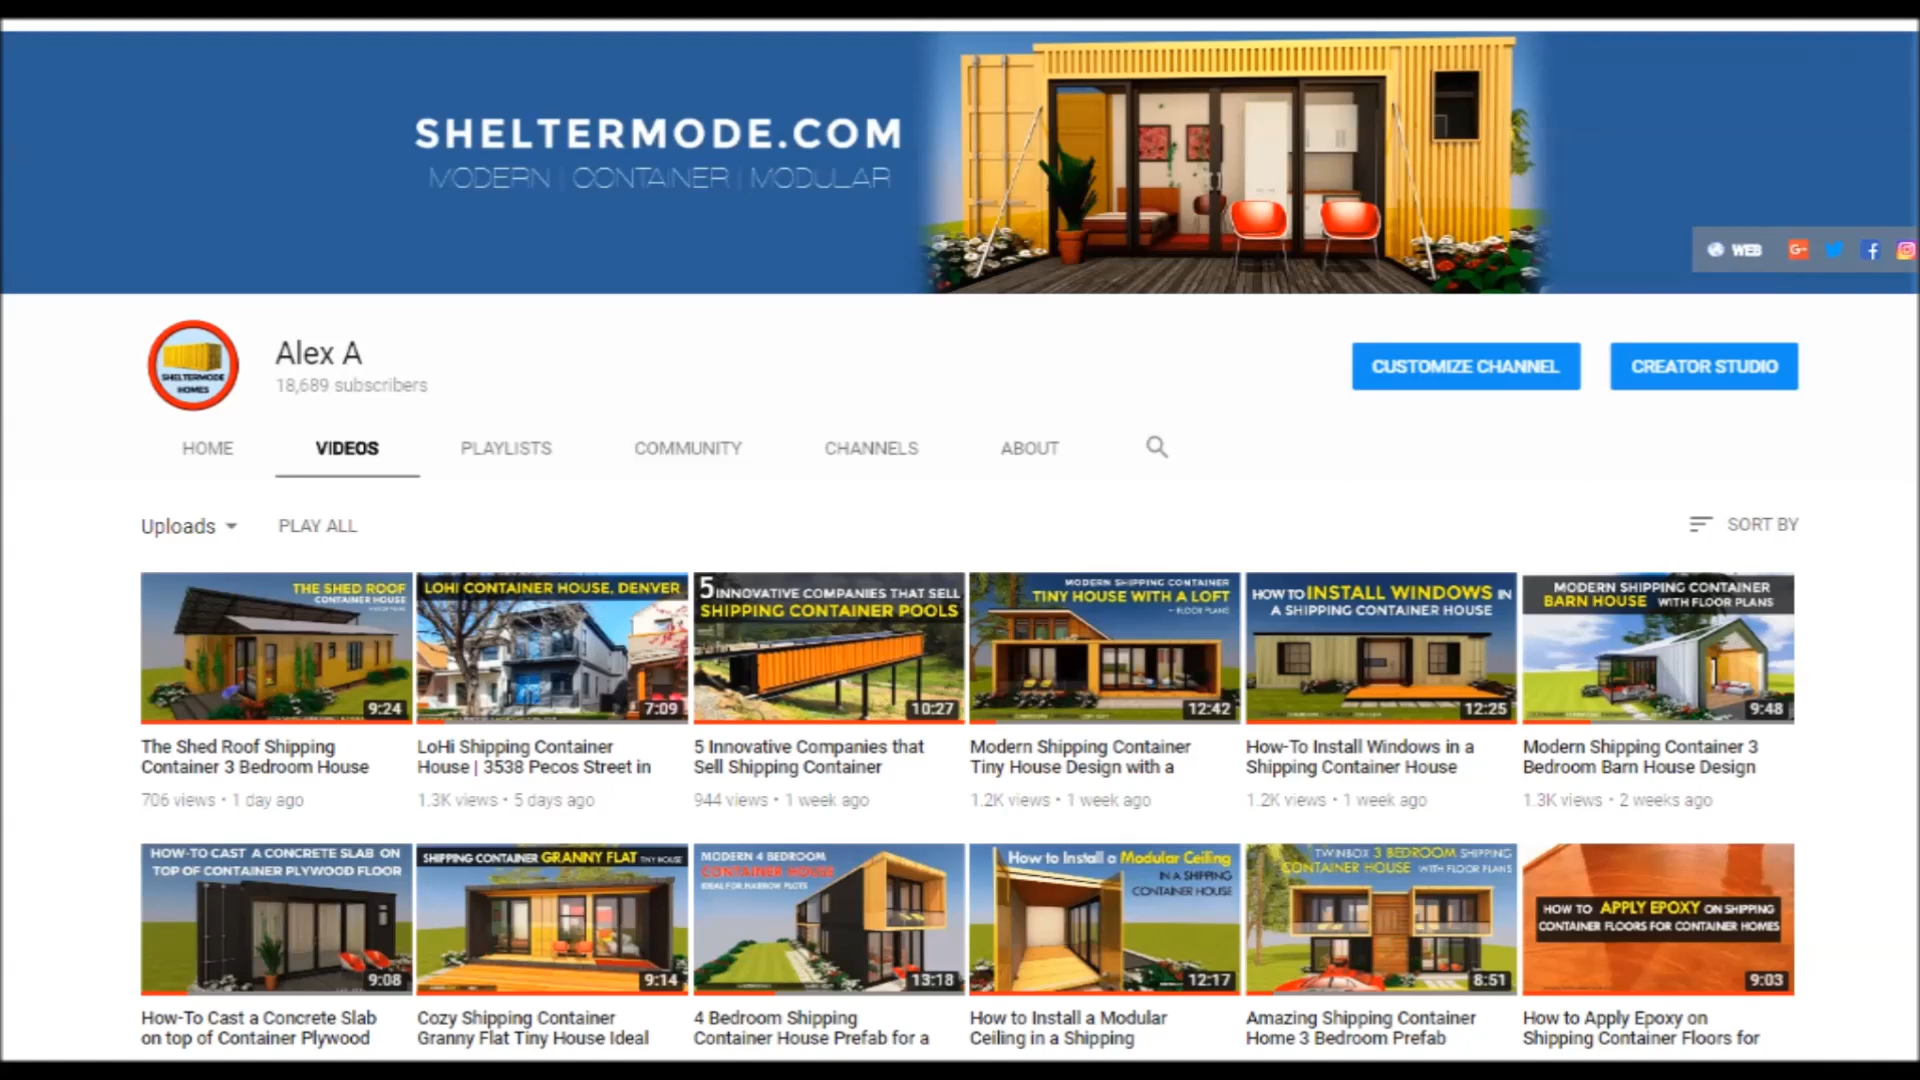 SHELTERMODE.COM
MODERN | CONTAINER | MODULAR
WEB
SHELTERMODE
HOMES
Alex A
18,689 subscribers
CUSTOMIZE CHANNEL
CREATOR STUDIO
HOME
VIDEOS
PLAYLISTS
COMMUNITY
CHANNELS
ABOUT
Uploads
PLAY ALL
SORT BY
THE SHED ROOF
CONTAINER HOUSE
9:24
LOHI CONTAINER HOUSE, DENVER
7:09
5 INNOVATIVE COMPANIES THAT SELL
SHIPPING CONTAINER POOLS
10:27
MODERN SHIPPING CONTAINER
TINY HOUSE WITH A LOFT
FLOOR PLANS
12:42
HOW TO INSTALL WINDOWS IN
A SHIPPING CONTAINER HOUSE
12:25
MODERN SHIPPING CONTAINER
BARN HOUSE WITH FLOOR PLANS
9:48
The Shed Roof Shipping
Container 3 Bedroom House
706 views • 1 day ago
LoHi Shipping Container
House | 3538 Pecos Street in
1.3K views • 5 days ago
5 Innovative Companies that
Sell Shipping Container
944 views • 1 week ago
Modern Shipping Container
Tiny House Design with a
1.2K views • 1 week ago
How-To Install Windows in a
Shipping Container House
1.2K views • 1 week ago
Modern Shipping Container 3
Bedroom Barn House Design
1.3K views • 2 weeks ago
HOW-TO CAST A CONCRETE SLAB ON
TOP OF CONTAINER PLYWOOD FLOOR
9:08
SHIPPING CONTAINER GRANNY FLAT TINY HOUSE
9:14
MODERN 4 BEDROOM
CONTAINER HOUSE
IDEAL FOR NARROW PLOTS
13:18
How to Install a Modular Ceiling
IN A SHIPPING
CONTAINER HOUSE
12:17
TWINBOX 3 BEDROOM SHIPPING
CONTAINER HOUSE WITH FLOOR PLANS
8:51
HOW TO APPLY EPOXY ON SHIPPING
CONTAINER FLOORS FOR CONTAINER HOMES
9:03
How-To Cast a Concrete Slab
on top of Container Plywood
Cozy Shipping Container
Granny Flat Tiny House Ideal
4 Bedroom Shipping
Container House Prefab for a
How to Install a Modular
Ceiling in a Shipping
Amazing Shipping Container
Home 3 Bedroom Prefab
How to Apply Epoxy on
Shipping Container Floors for